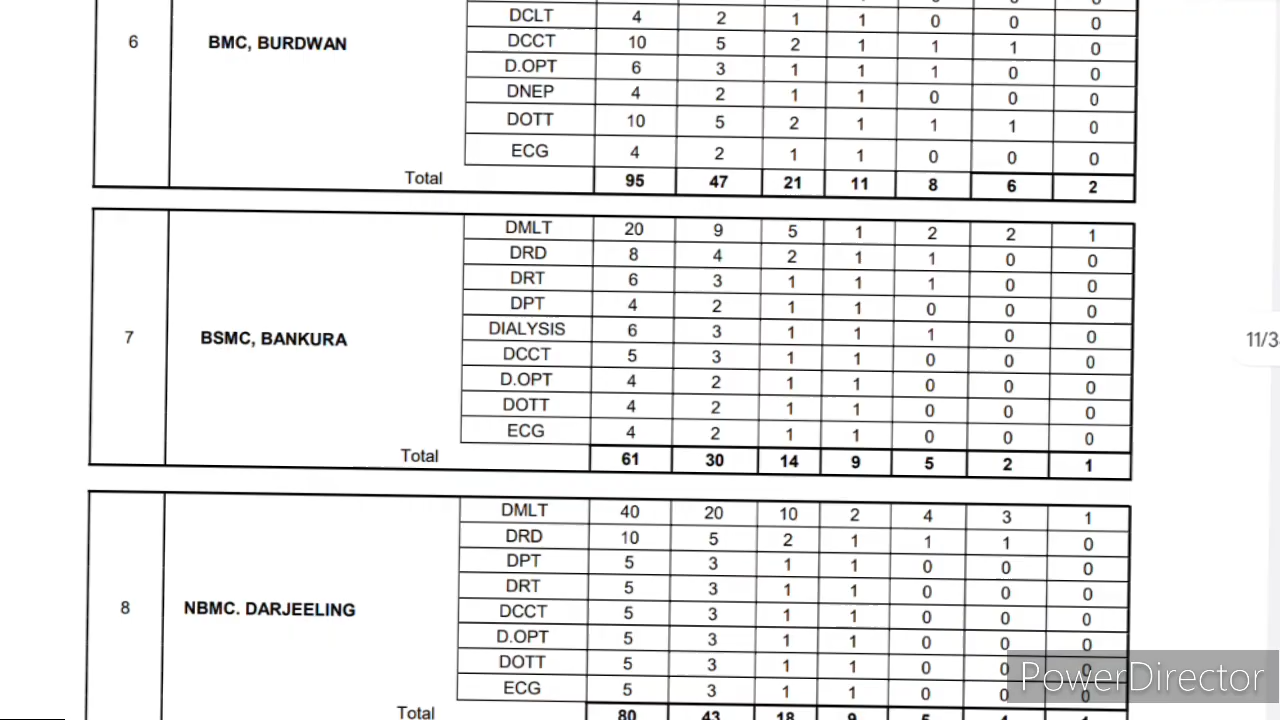 DCLT 4 2 1 1 0 0 0
6 BMC, BURDWAN DCCT 10 5 2 1 1 1 0
D.OPT 6 3 1 1 1 0 0
DNEP 4 2 1 1 0 0 0
DOTT 10 5 2 1 1 1 0
ECG 4 2 1 1 0 0 0
Total 95 47 21 11 8 6 2
DMLT 20 9 5 1 2 2 1
DRD 8 4 2 1 1 0 0
DRT 6 3 1 1 1 0 0
DPT 4 2 1 1 0 0 0
7 BSMC, BANKURA DIALYSIS 6 3 1 1 1 0 0
11/3
DCCT 5 3 1 1 0 0 0
D.OPT 4 2 1 1 0 0 0
DOTT 4 2 1 1 0 0 0
ECG 4 2 1 1 0 0 0
Total 61 30 14 9 5 2 1
DMLT 40 20 10 2 4 3 1
DRD 10 5 2 1 1 1 0
DPT 5 3 1 1 0 0 0
DRT 5 3 1 1 0 0 0
8 NBMC. DARJEELING DCCT 5 3 1 1 0 0 0
D.OPT 5 3 1 1 0 0 0
DOTT 5 3 1 1 0 0 0
ECG 5 3 1 1 0 0 0
PowerDirector
Total 80 43 18 9 5